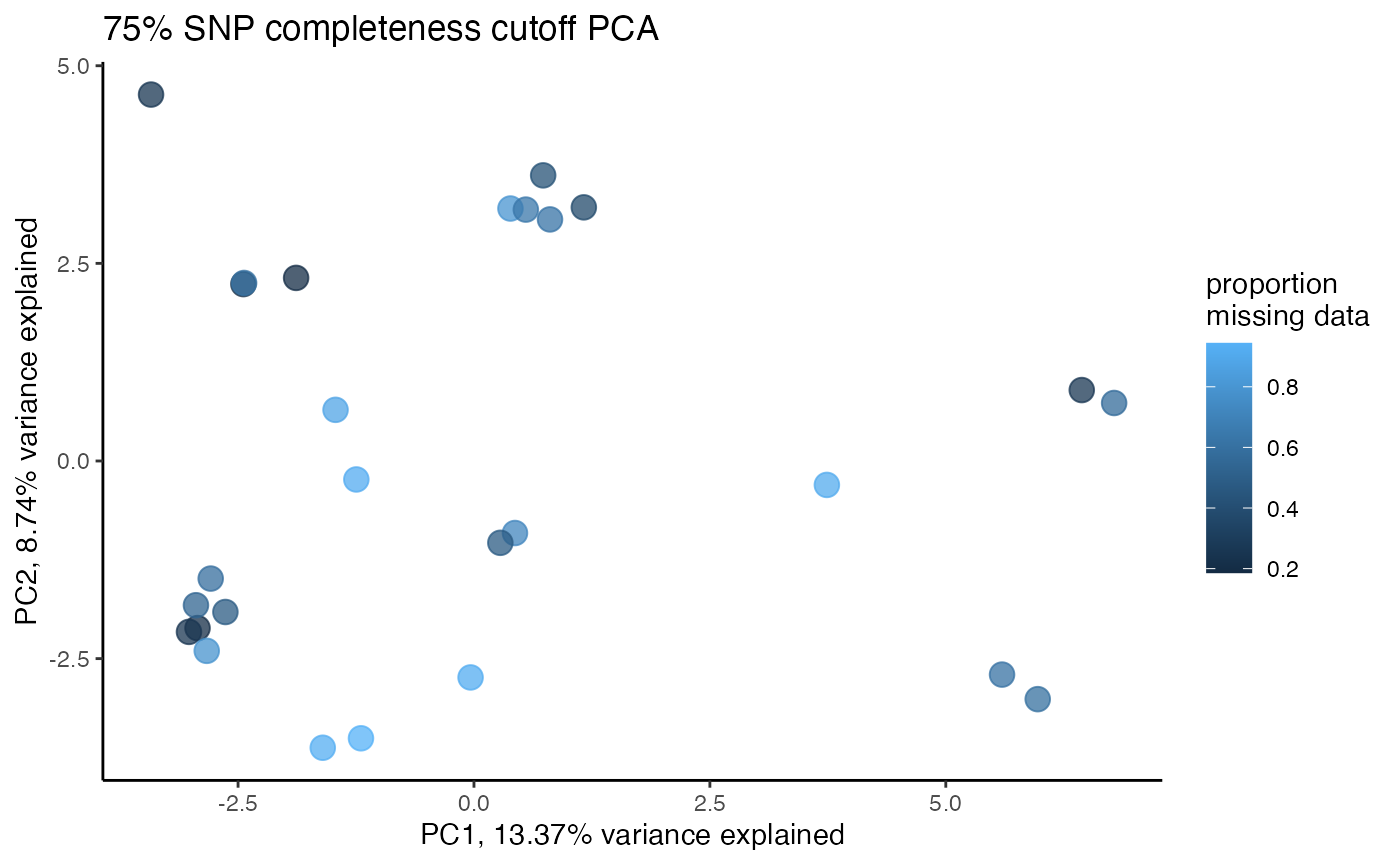 75% SNP completeness cutoff PCA
5.0
2.5
0.0
-2.5
PC2, 8.74% variance explained
-2.5
0.0
2.5
5.0
PC1, 13.37% variance explained
proportion
missing data
0.8
0.6
0.4
0.2